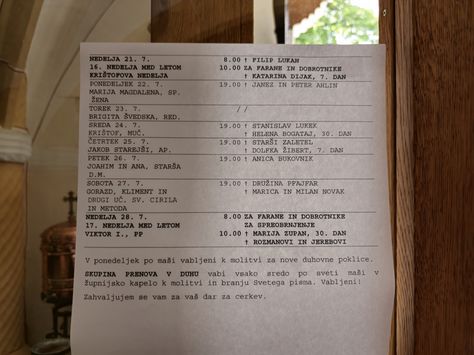 NEDELJA 21. 7. 8.00 † FILIP LUKAN
16. NEDELJA MED LETOM 10.00 ZA FARANE IN DOBROTNIKE
KRIŠTOFOVA NEDELJA † KATARINA DIJAK, 7. DAN
PONEDELJEK 22. 7. 19.00 † JANEZ IN PETER AHLIN
MARIJA MAGDALENA, SP.
ŽENA
TOREK 23. 7. //
BRIGITA ŠVEDSKA, RED.
SREDA 24. 7. 19.00 † STANISLAV LUKEK
KRIŠTOF, MUČ. † HELENA BOGATAJ, 30. DAN
ČETRTEK 25. 7. 19.00 † STARŠI ZALETEL
JAKOB STAREJŠI, AP. † DOLFKA ŽIBERT, 7. DAN
PETEK 26. 7. 19.00 † ANICA BUKOVNIK
JOAHIM IN ANA, STARŠA
D.M.
SOBOTA 27. 7. 19.00 † DRUŽINA PPAJFAR
GORAZD, KLIMENT IN † MARICA IN MILAN NOVAK
DRUGI UČ. SV. CIRILA
IN METODA
NEDELJA 28. 7. 8.00 ZA FARANE IN DOBROTNIKE
17. NEDELJA MED LETOM ZA SPREOBRNJENJE
VIKTOR I., PP 10.00 † MARIJA ZUPAN, 30. DAN
† ROZMANOVI IN JEREBOVI
V ponedeljek po maši vabljeni k molitvi za nove duhovne poklice.
SKUPINA PRENOVA V DUHU vabi vsako sredo po sveti maši v
župnijsko kapelo k molitvi in branju Svetega pisma. Vabljeni!
Zahvaljujem se vam za vaš dar za cerkev.